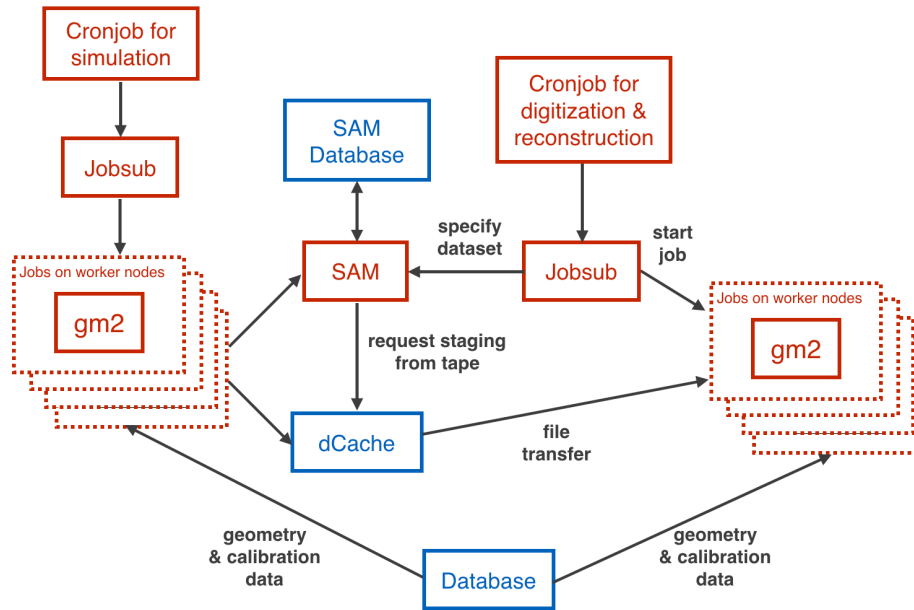 Cronjob for
simulation
Jobsub
Jobs on worker nodes
gm2
SAM
Database
SAM
request staging
from tape
dCache
Cronjob for
digitization &
reconstruction
specify
dataset
Jobsub
start
job
Jobs on worker nodes
gm2
file
transfer
geometry
& calibration
data
Database
geometry
& calibration
data